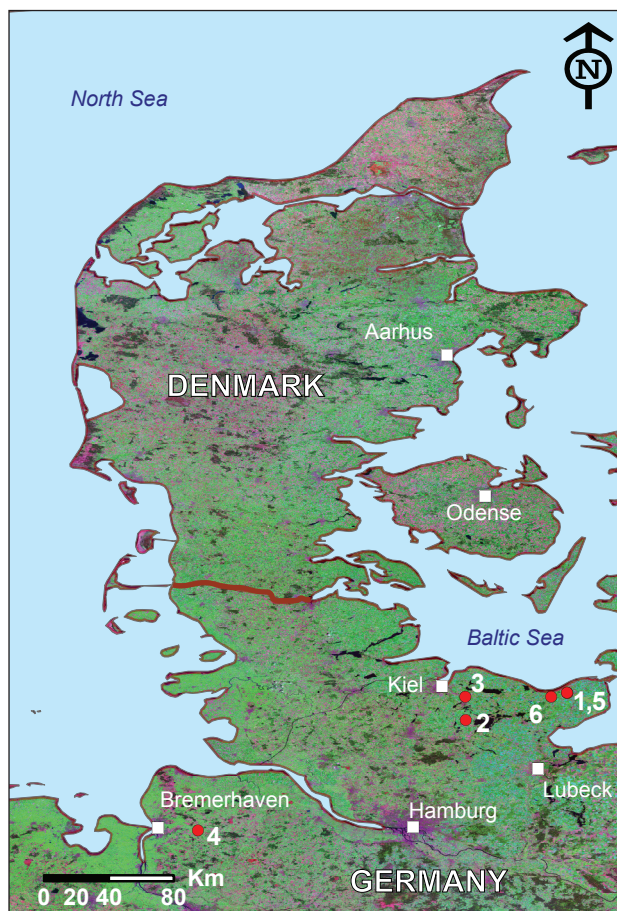 N
North Sea
Aarhus
DENMARK
Odense
Baltic Sea
Kiel
3
1,5
6
2
Lubeck
Bremerhaven
Hamburg
4
Km
0 20 40 80
GERMANY